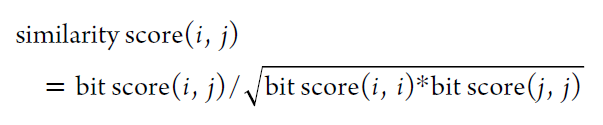 similarity score(i, j)
= bit score(i, j)/√bit score(i, i)*bit score(j, j)